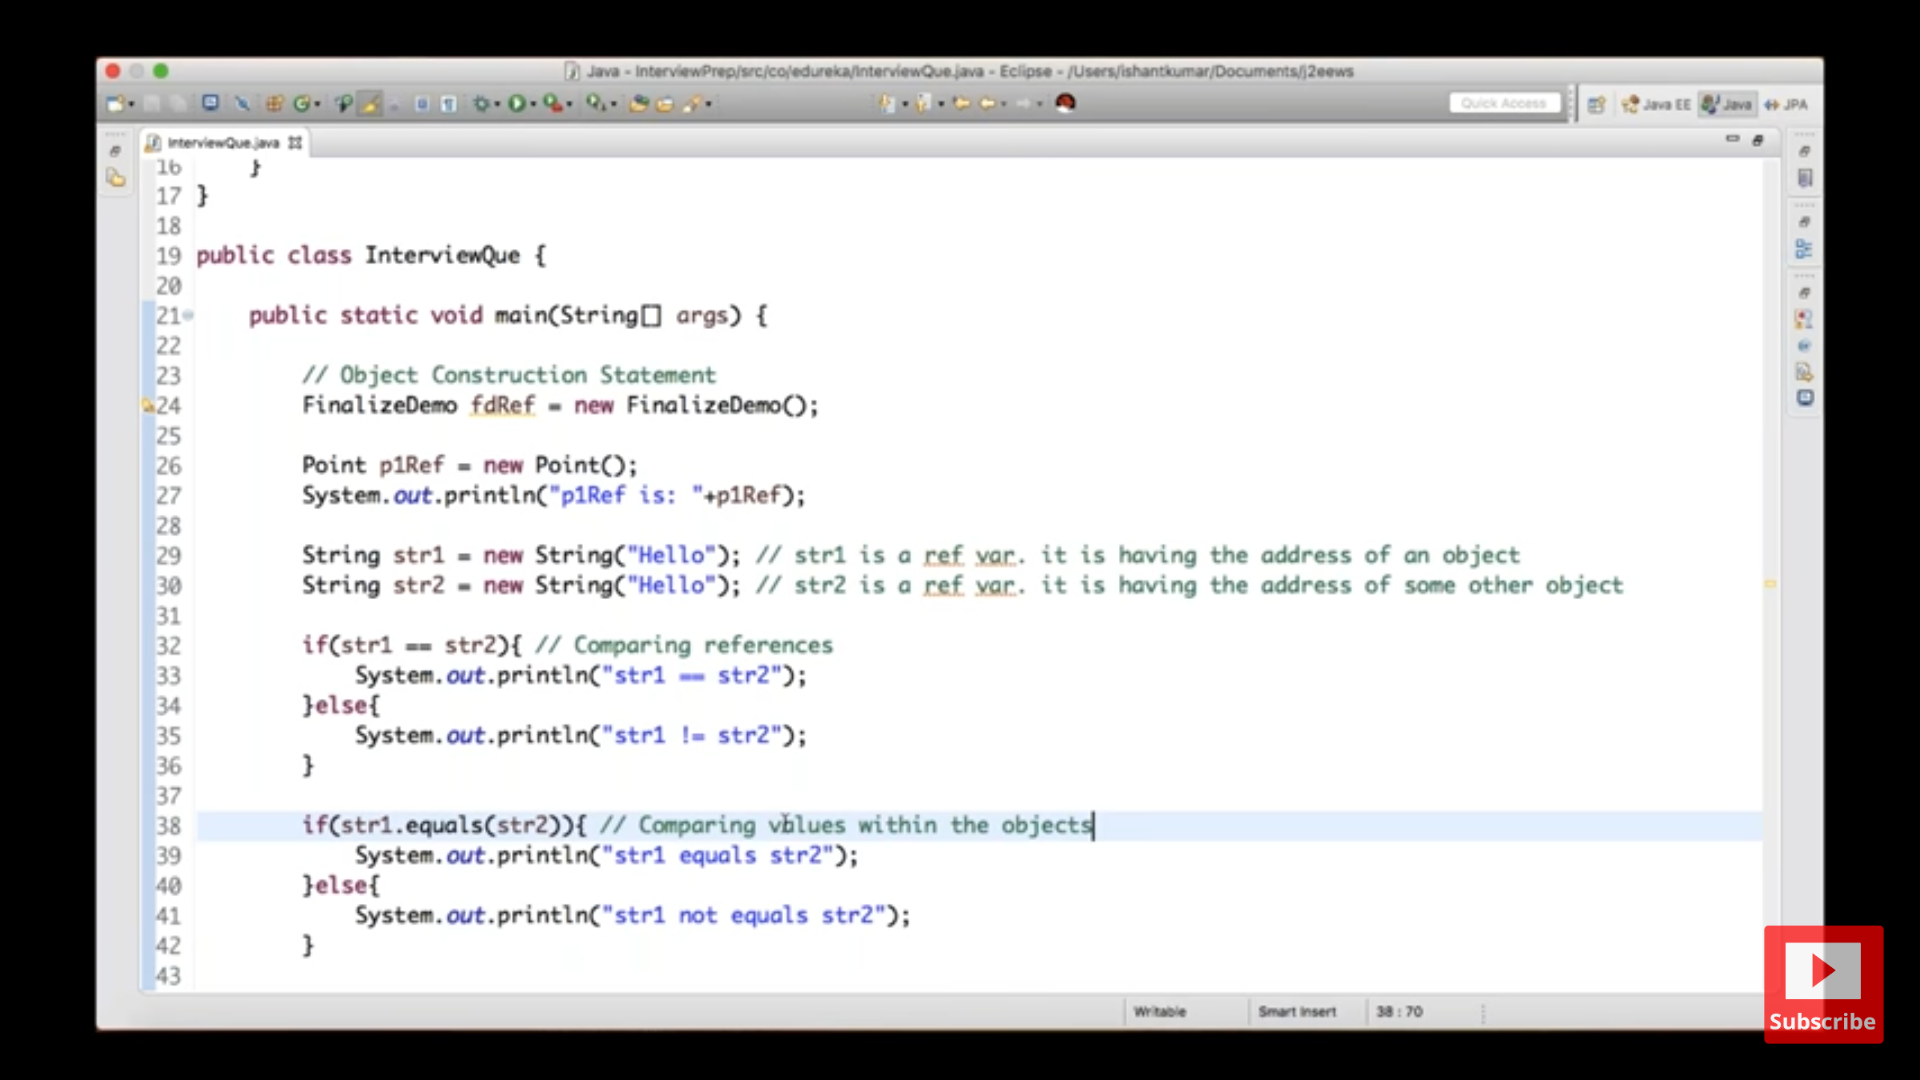 Java - InterviewPrep/src/co/edureka/InterviewQue.java - Eclipse - /Users/ishantkumar/Documents/j2eews
Quick Access
Java EE
Java
JPA
InterviewQue.java
16 }
17 }
18
19 public class InterviewQue {
20
21 public static void main(String[] args) {
22
23 // Object Construction Statement
24 FinalizeDemo fdRef = new FinalizeDemo();
25
26 Point p1Ref = new Point();
27 System.out.println("p1Ref is: "+p1Ref);
28
29 String str1 = new String("Hello"); // str1 is a ref var. it is having the address of an object
30 String str2 = new String("Hello"); // str2 is a ref var. it is having the address of some other object
31
32 if(str1 == str2){ // Comparing references
33 System.out.println("str1 == str2");
34 }else{
35 System.out.println("str1 != str2");
36 }
37
38 if(str1.equals(str2)){ // Comparing values within the objects
39 System.out.println("str1 equals str2");
40 }else{
41 System.out.println("str1 not equals str2");
42 }
43
Writable
Smart Insert
38 : 70
Subscribe